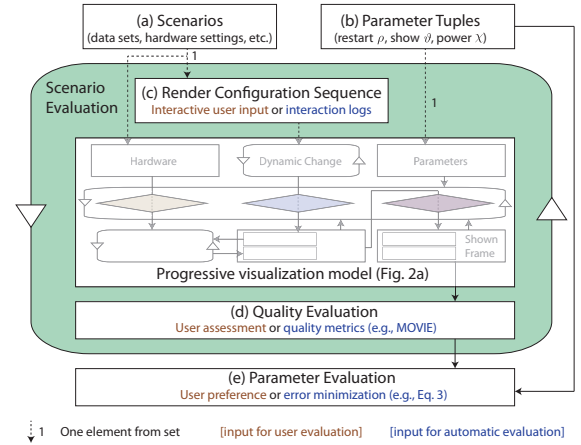 (a) Scenarios
(data sets, hardware settings, etc.)
(b) Parameter Tuples
(restart ρ, show ϑ, power χ)
1
1
Scenario
Evaluation
(c) Render Configuration Sequence
Interactive user input or interaction logs
Hardware
Dynamic Change
Parameters
Shown
Frame
Progressive visualization model (Fig. 2a)
(d) Quality Evaluation
User assessment or quality metrics (e.g., MOVIE)
(e) Parameter Evaluation
User preference or error minimization (e.g., Eq. 3)
1 One element from set [input for user evaluation] [input for automatic evaluation]